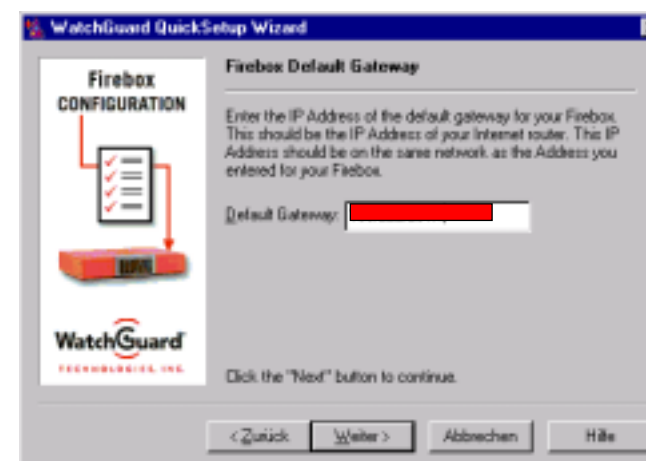 WatchGuard QuickSetup Wizard
Firebox
CONFIGURATION
WatchGuard
TECHNOLOGIES, INC.
Firebox Default Gateway
Enter the IP Address of the default gateway for your Firebox.
This should be the IP Address of your Internet router. This IP
Address should be on the same network as the Address you
entered for your Firebox.
Default Gateway:
Click the "Next" button to continue.
< Zurück
Weiter >
Abbrechen
Hilfe